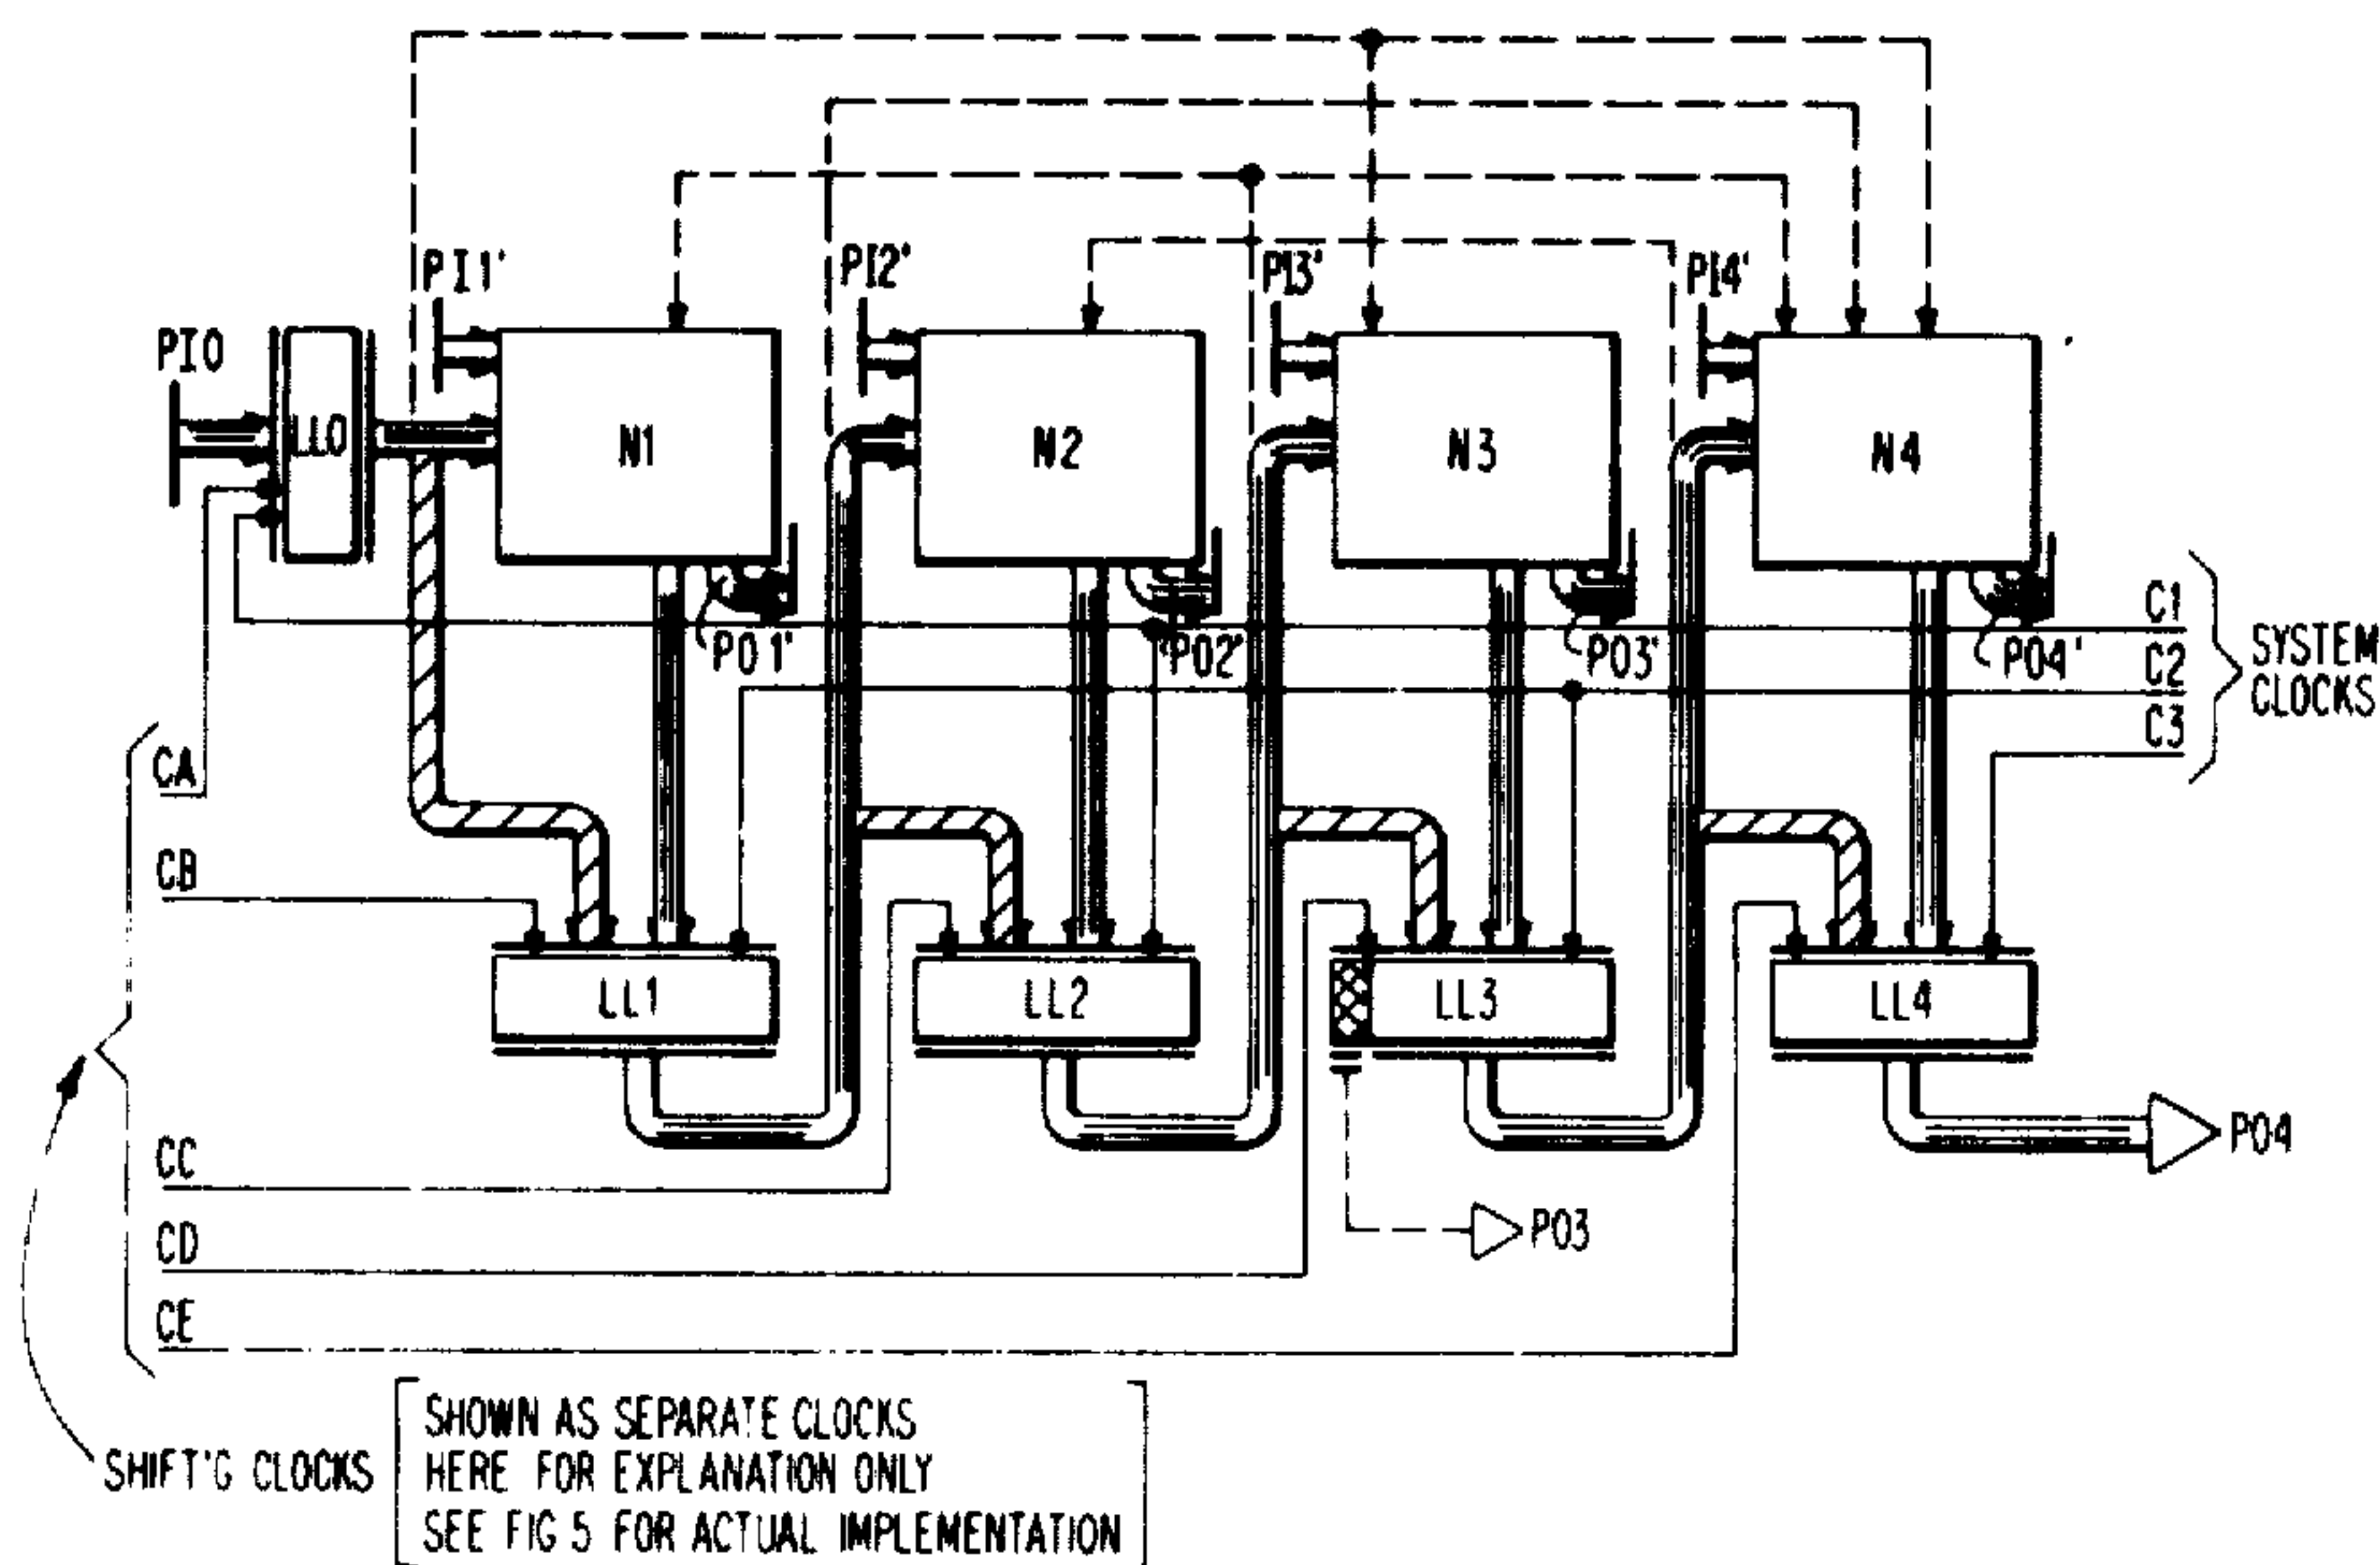 PI1'
PI2'
PI3'
PI4'
PI0
LL0
N1
N2
N3
N4
PO1'
PO2'
PO3'
PO4'
C1
C2
C3
SYSTEM
CLOCKS
CA
CB
LL1
LL2
LL3
LL4
PO4
CC
PO3
CD
CE
SHIFT'G CLOCKS
SHOWN AS SEPARATE CLOCKS
HERE FOR EXPLANATION ONLY
SEE FIG 5 FOR ACTUAL IMPLEMENTATION